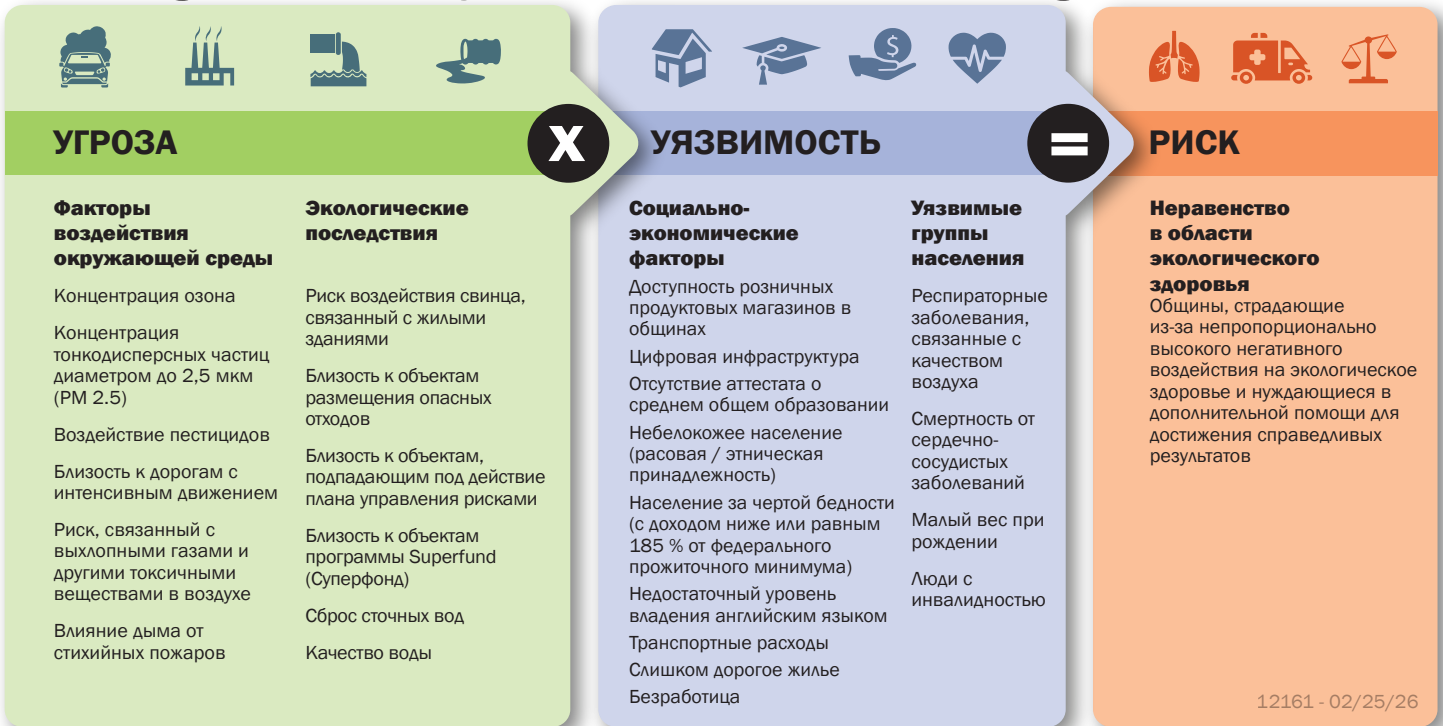 УГРОЗА
X
УЯЗВИМОСТЬ
=
РИСК
Факторы
воздействия
окружающей среды
Концентрация озона
Концентрация
тонкодисперсных частиц
диаметром до 2,5 мкм
(PM 2.5)
Воздействие пестицидов
Близость к дорогам с
интенсивным движением
Риск, связанный с
выхлопными газами и
другими токсичными
веществами в воздухе
Влияние дыма от
стихийных пожаров
Экологические
последствия
Риск воздействия свинца,
связанный с жилыми
зданиями
Близость к объектам
размещения опасных
отходов
Близость к объектам,
подпадающим под действие
плана управления рисками
Близость к объектам
программы Superfund
(Суперфонд)
Сброс сточных вод
Качество воды
Социально-
экономические
факторы
Доступность розничных
продуктовых магазинов в
общинах
Цифровая инфраструктура
Отсутствие аттестата о
среднем общем образовании
Небелокожее население
(расовая / этническая
принадлежность)
Население за чертой бедности
(с доходом ниже или равным
185 % от федерального
прожиточного минимума)
Недостаточный уровень
владения английским языком
Транспортные расходы
Слишком дорогое жилье
Безработица
Уязвимые
группы
населения
Респираторные
заболевания,
связанные с
качеством
воздуха
Смертность от
сердечно-
сосудистых
заболеваний
Малый вес при
рождении
Люди с
инвалидностью
Неравенство
в области
экологического
здоровья
Общины, страдающие
из-за непропорционально
высокого негативного
воздействия на экологическое
здоровье и нуждающиеся в
дополнительной помощи для
достижения справедливых
результатов
$
12161 - 02/25/26